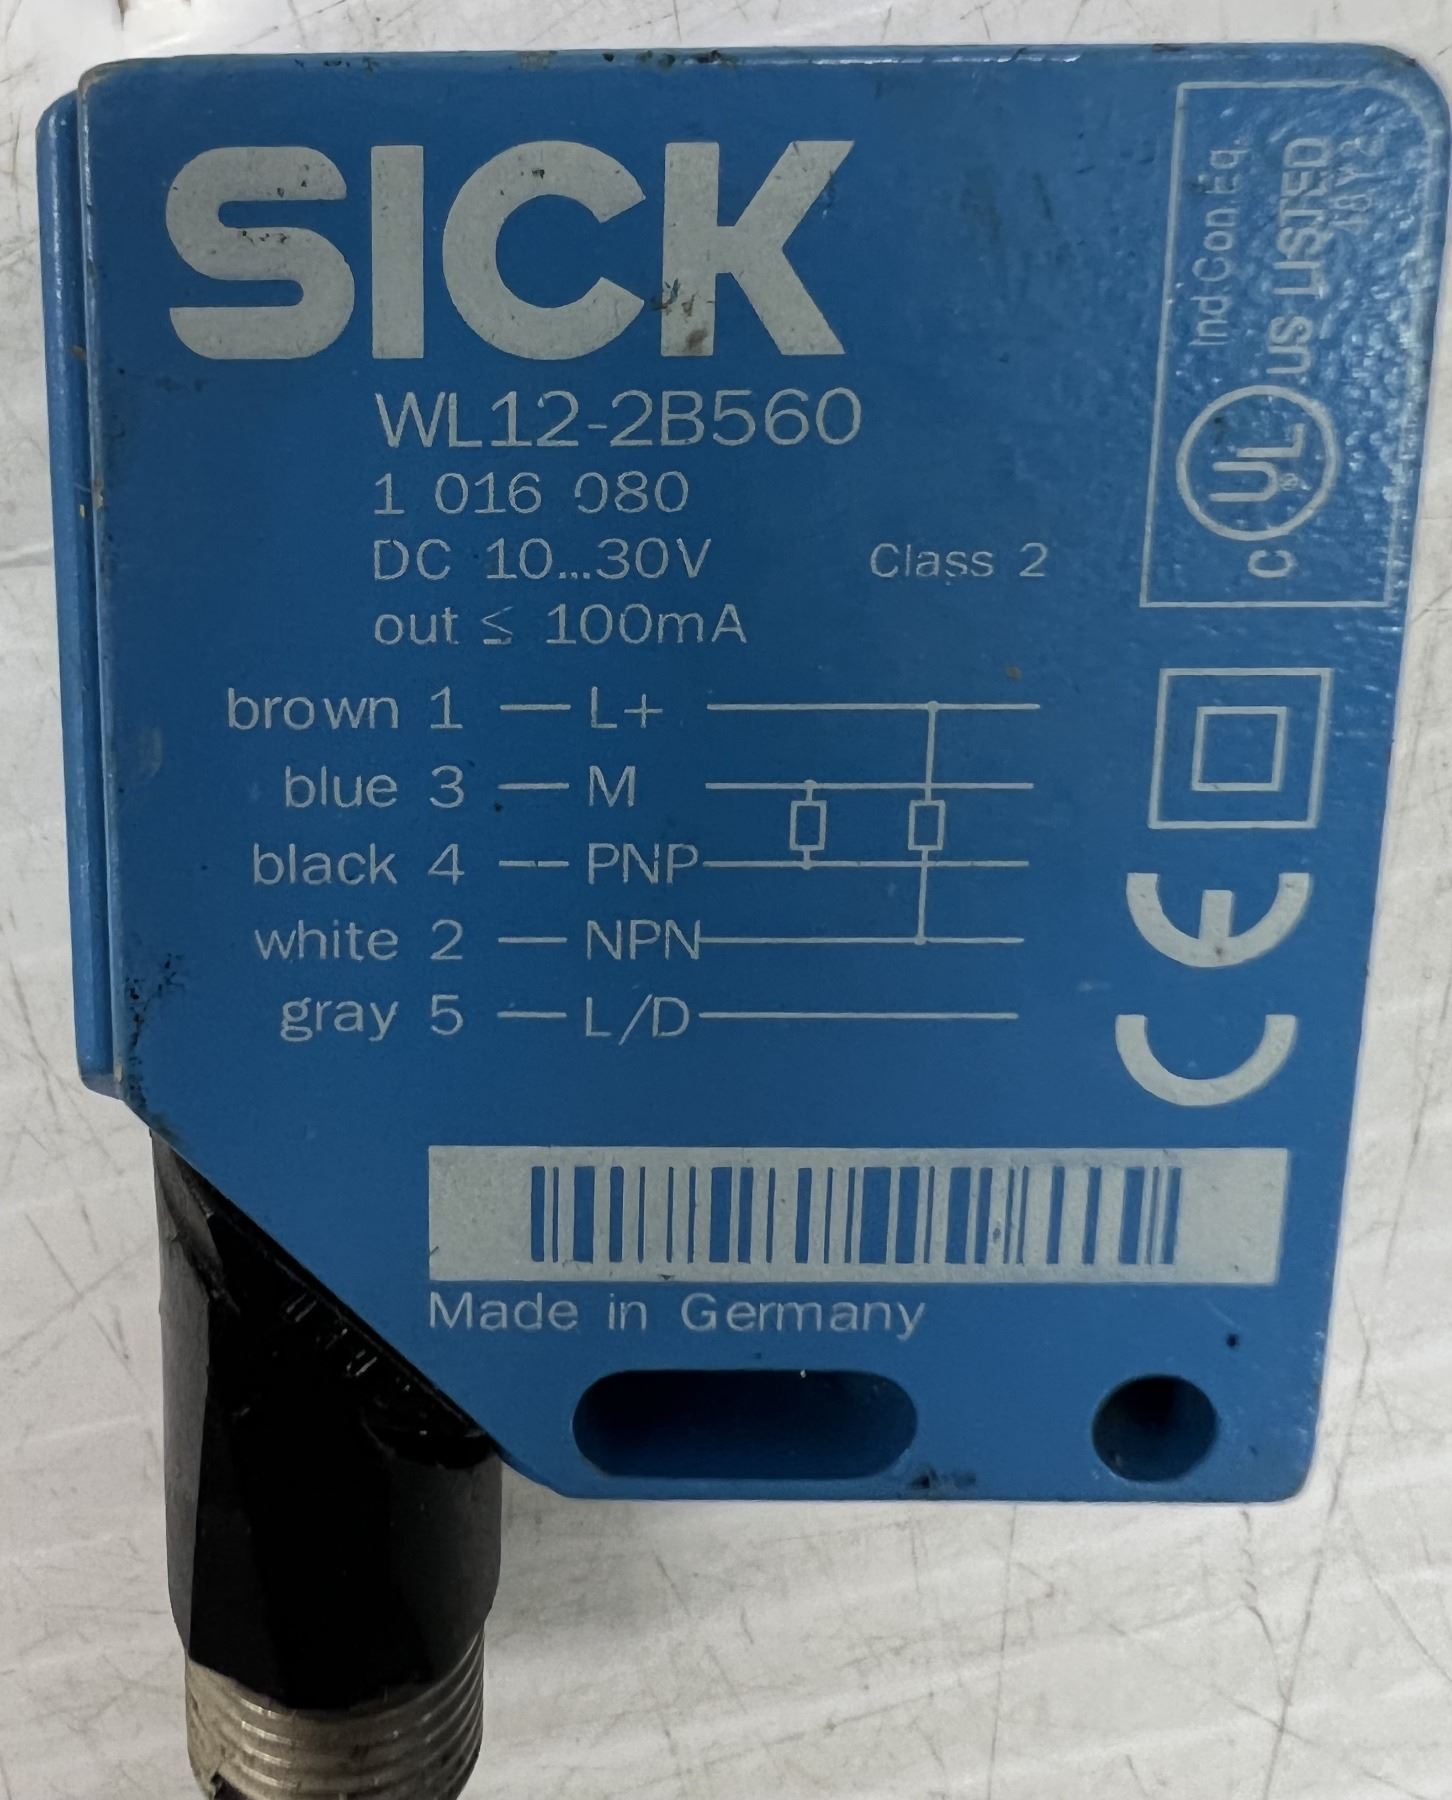 SICK
WL12-2B560
1 016 080
DC 10...30V Class 2
out ≤ 100mA
brown 1 — L+
blue 3 — M
black 4 — PNP
white 2 — NPN
gray 5 — L/D
Made in Germany
Ind.Con.Eq.
c UL® US LISTED
CE